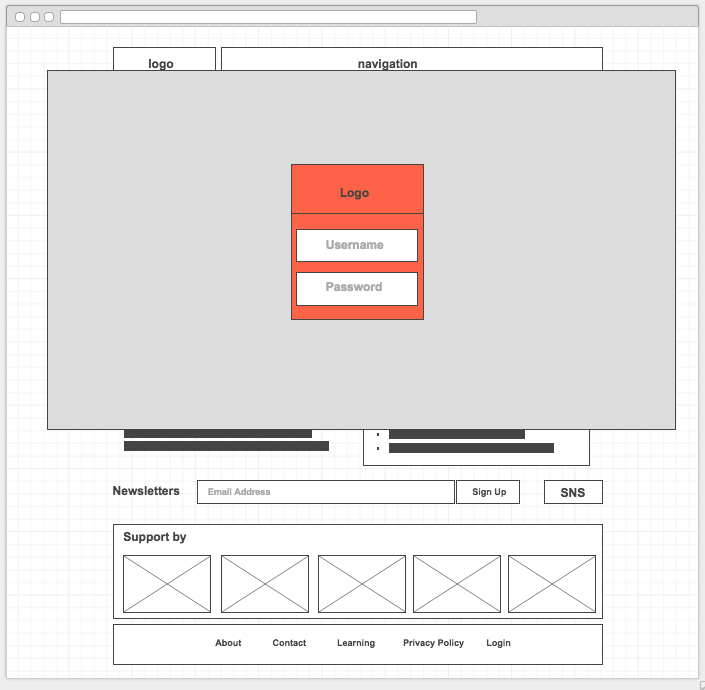 logo
navigation
Logo
Username
Password
Newsletters
Email Address
Sign Up
SNS
Support by
About
Contact
Learning
Privacy Policy
Login